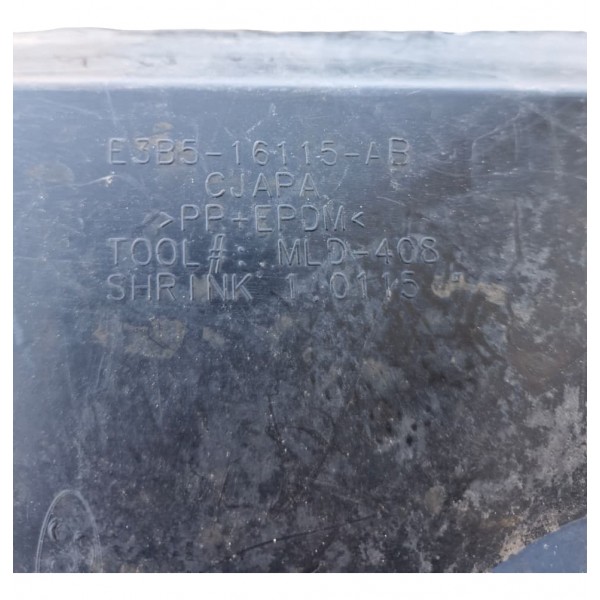 E3B5-16115-AB
CJAPA
>PP+EPDM<
TOOL# MLD-408
SHRINK 1.0115